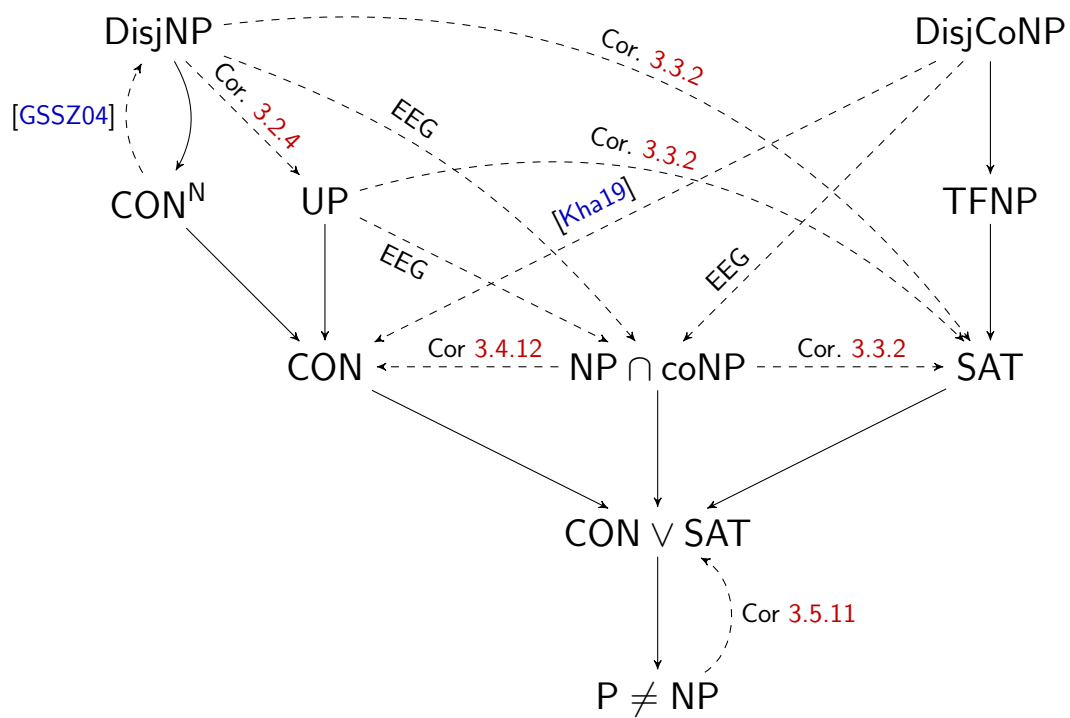 DisjNP
DisjCoNP
Cor. 3.3.2
Cor. 3.2.4
EEG
[GSSZ04]
Cor. 3.3.2
[Kha19]
CON^N
UP
TFNP
EEG
EEG
Cor 3.4.12
Cor. 3.3.2
CON
NP ∩ coNP
SAT
CON ∨ SAT
Cor 3.5.11
P ≠ NP